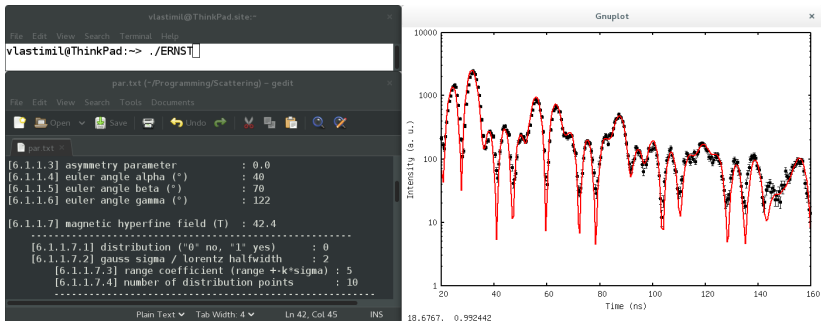 vlastimil@ThinkPad.site:~
File Edit View Search Terminal Help
vlastimil@ThinkPad:~> ./ERNST
par.txt (~/Programming/Scattering) – gedit
File Edit View Search Tools Documents
Open Save Undo
par.txt ×
[6.1.1.3] asymmetry parameter : 0.0
[6.1.1.4] euler angle alpha (°) : 40
[6.1.1.5] euler angle beta (°) : 70
[6.1.1.6] euler angle gamma (°) : 122
[6.1.1.7] magnetic hyperfine field (T) : 42.4
[6.1.1.7.1] distribution ("0" no, "1" yes) : 0
[6.1.1.7.2] gauss sigma / lorentz halfwidth : 2
[6.1.1.7.3] range coefficient (range +-k*sigma) : 5
[6.1.1.7.4] number of distribution points : 10
Plain Text Tab Width: 4 Ln 42, Col 45 INS
Gnuplot ×
10000
1000
100
10
1
Intensity (a. u.)
20 40 60 80 100 120 140 160
Time (ns)
18.6767, 0.992442